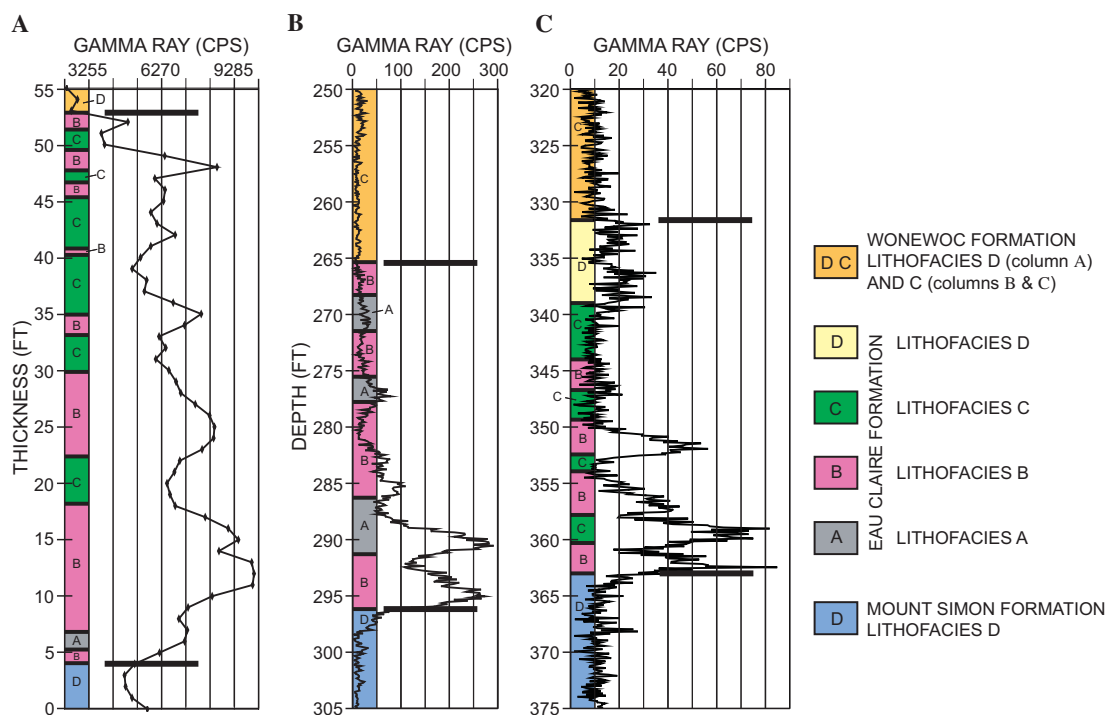 A
GAMMA RAY (CPS)
3255 6270 9285
THICKNESS (FT)
55
50
45
40
35
30
25
20
15
10
5
0
D
B
C
B
C
B
C
B
C
B
C
B
C
B
A
B
D
B
GAMMA RAY (CPS)
0 100 200 300
DEPTH (FT)
250
255
260
265
270
275
280
285
290
295
300
305
C
B
A
B
A
B
A
B
D
C
GAMMA RAY (CPS)
0 20 40 60 80
320
325
330
335
340
345
350
355
360
365
370
375
C
D
C
B
C
B
C
B
C
B
D
D C
WONEWOC FORMATION
LITHOFACIES D (column A)
AND C (columns B & C)
EAU CLAIRE FORMATION
D
LITHOFACIES D
C
LITHOFACIES C
B
LITHOFACIES B
A
LITHOFACIES A
D
MOUNT SIMON FORMATION
LITHOFACIES D